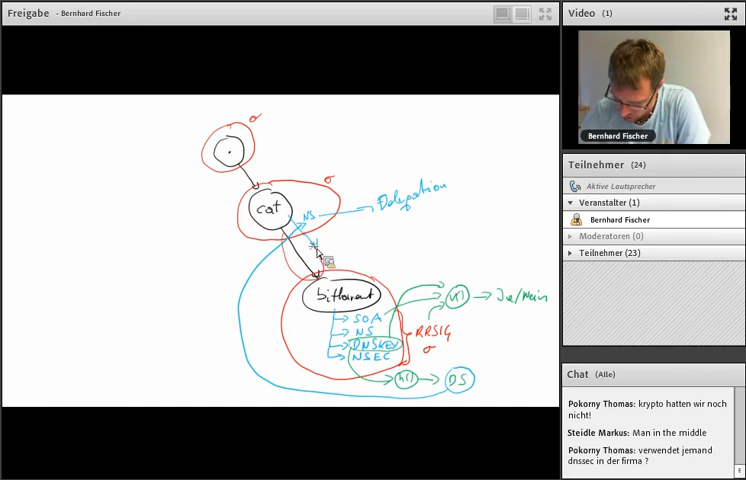 Freigabe - Bernhard Fischer
Video (1)
σ
.
σ
cat
NS
Delegation
SOA
NS
DNSKEY
NSEC
RRSIG
σ
v()
h()
DS
Bernhard Fischer
Teilnehmer (24)
Aktive Lautsprecher
Veranstalter (1)
Bernhard Fischer
Moderatoren (0)
Teilnehmer (23)
Chat (Alle)
Pokorny Thomas: krypto hatten wir noch
nicht!
Steidle Markus: Man in the middle
Pokorny Thomas: verwendet jemand
dnssec in der firma ?